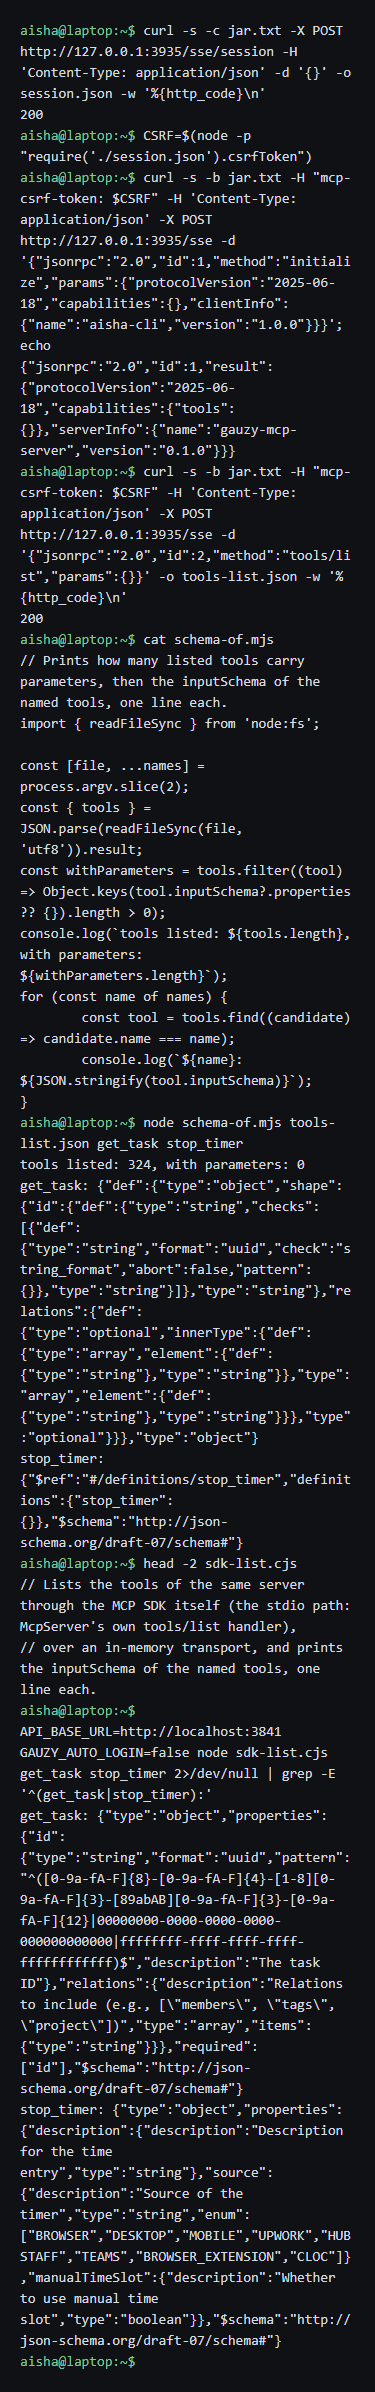 aisha@laptop:~$ curl -s -c jar.txt -X POST
http://127.0.0.1:3935/sse/session -H
'Content-Type: application/json' -d '{}' -o
session.json -w '%{http_code}\n'
200
aisha@laptop:~$ CSRF=$(node -p
"require('./session.json').csrfToken")
aisha@laptop:~$ curl -s -b jar.txt -H "mcp-
csrf-token: $CSRF" -H 'Content-Type:
application/json' -X POST
http://127.0.0.1:3935/sse -d
'{"jsonrpc":"2.0","id":1,"method":"initiali
ze","params":{"protocolVersion":"2025-06-
18","capabilities":{},"clientInfo":
{"name":"aisha-cli","version":"1.0.0"}}}';
echo
{"jsonrpc":"2.0","id":1,"result":
{"protocolVersion":"2025-06-
18","capabilities":{"tools":
{}},"serverInfo":{"name":"gauzy-mcp-
server","version":"0.1.0"}}}
aisha@laptop:~$ curl -s -b jar.txt -H "mcp-
csrf-token: $CSRF" -H 'Content-Type:
application/json' -X POST
http://127.0.0.1:3935/sse -d
'{"jsonrpc":"2.0","id":2,"method":"tools/li
st","params":{}}' -o tools-list.json -w '%
{http_code}\n'
200
aisha@laptop:~$ cat schema-of.mjs
// Prints how many listed tools carry
parameters, then the inputSchema of the
named tools, one line each.
import { readFileSync } from 'node:fs';

const [file, ...names] =
process.argv.slice(2);
const { tools } =
JSON.parse(readFileSync(file,
'utf8')).result;
const withParameters = tools.filter((tool)
=> Object.keys(tool.inputSchema?.properties
?? {}).length > 0);
console.log(`tools listed: ${tools.length},
with parameters:
${withParameters.length}`);
for (const name of names) {
        const tool = tools.find((candidate)
=> candidate.name === name);
        console.log(`${name}:
${JSON.stringify(tool.inputSchema)}`);
}
aisha@laptop:~$ node schema-of.mjs tools-
list.json get_task stop_timer
tools listed: 324, with parameters: 0
get_task: {"def":{"type":"object","shape":
{"id":{"def":{"type":"string","checks":
[{"def":
{"type":"string","format":"uuid","check":"s
tring_format","abort":false,"pattern":
{}},"type":"string"}]},"type":"string"},"re
lations":{"def":
{"type":"optional","innerType":{"def":
{"type":"array","element":{"def":
{"type":"string"},"type":"string"}},"type":
"array","element":{"def":
{"type":"string"},"type":"string"}}},"type"
:"optional"}}},"type":"object"}
stop_timer:
{"$ref":"#/definitions/stop_timer","definit
ions":{"stop_timer":
{}},"$schema":"http://json-
schema.org/draft-07/schema#"}
aisha@laptop:~$ head -2 sdk-list.cjs
// Lists the tools of the same server
through the MCP SDK itself (the stdio path:
McpServer's own tools/list handler),
// over an in-memory transport, and prints
the inputSchema of the named tools, one
line each.
aisha@laptop:~$
API_BASE_URL=http://localhost:3841
GAUZY_AUTO_LOGIN=false node sdk-list.cjs
get_task stop_timer 2>/dev/null | grep -E
'^(get_task|stop_timer):'
get_task: {"type":"object","properties":
{"id":
{"type":"string","format":"uuid","pattern":
"^([0-9a-fA-F]{8}-[0-9a-fA-F]{4}-[1-8][0-
9a-fA-F]{3}-[89abAB][0-9a-fA-F]{3}-[0-9a-
fA-F]{12}|00000000-0000-0000-0000-
000000000000|ffffffff-ffff-ffff-ffff-
ffffffffffff)$","description":"The task
ID"},"relations":{"description":"Relations
to include (e.g., [\"members\", \"tags\",
\"project\"])","type":"array","items":
{"type":"string"}}},"required":
["id"],"$schema":"http://json-
schema.org/draft-07/schema#"}
stop_timer: {"type":"object","properties":
{"description":{"description":"Description
for the time
entry","type":"string"},"source":
{"description":"Source of the
timer","type":"string","enum":
["BROWSER","DESKTOP","MOBILE","UPWORK","HUB
STAFF","TEAMS","BROWSER_EXTENSION","CLOC"]}
,"manualTimeSlot":{"description":"Whether
to use manual time
slot","type":"boolean"}},"$schema":"http://
json-schema.org/draft-07/schema#"}
aisha@laptop:~$